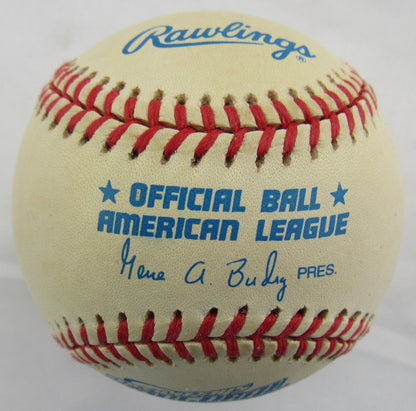 Rawlings®
★ OFFICIAL BALL ★
AMERICAN LEAGUE
Gene A. Budig PRES.